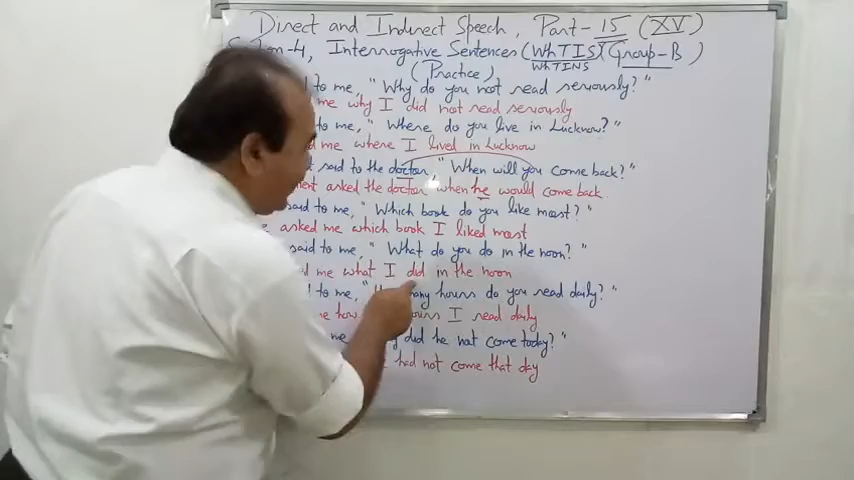 Direct and Indirect Speech, Part-15 (XV)
-4, Interrogative Sentences (WhTIS) (Group-B)
(Practice) WhTINS
to me, "Why do you not read seriously?"
me why I did not read seriously
to me, "Where do you live in Lucknow?"
me where I lived in Lucknow
said to the doctor, "When will you come back?"
asked the doctor when he would come back
said to me, "Which book do you like most?"
asked me which book I liked most
said to me, "What do you do in the noon?"
me what I did in the noon
to me, " many hours do you read daily?"
me how hours I read daily
me did he not come today?"
had not come that day